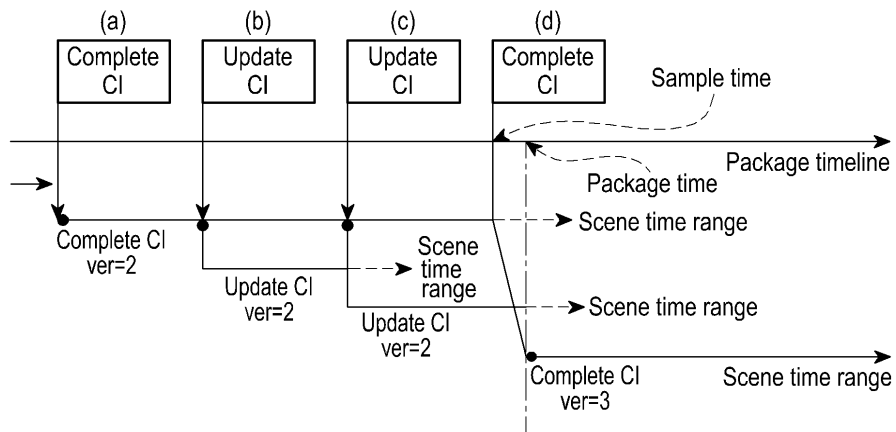 (a)
(b)
(c)
(d)
Complete
CI
Update
CI
Update
CI
Complete
CI
Sample time
Package timeline
Package time
Scene time range
Complete CI
ver=2
Scene
time
range
Update CI
ver=2
Scene time range
Update CI
ver=2
Complete CI
ver=3
Scene time range